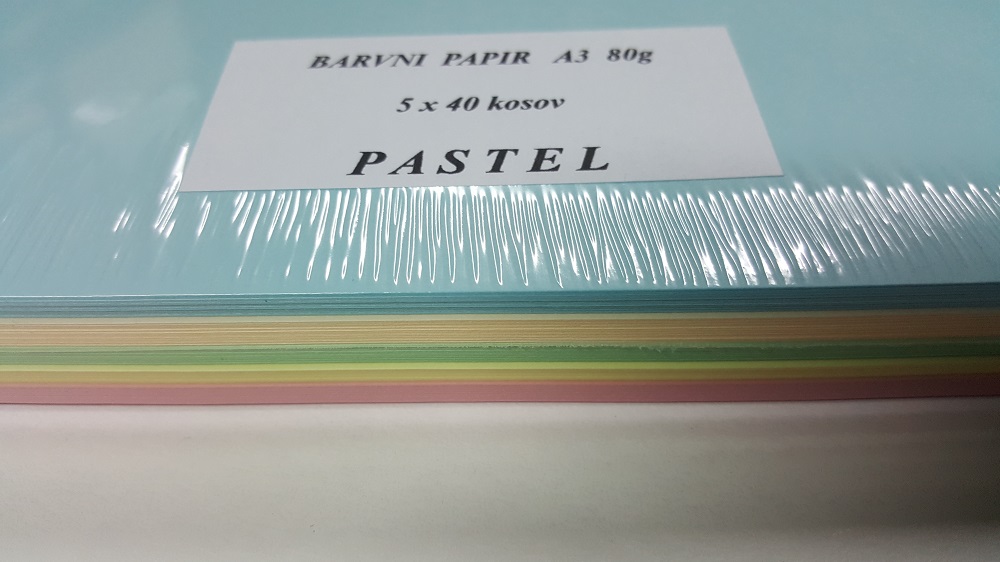 BARVNI PAPIR A3 80g
5 x 40 kosov
PASTEL